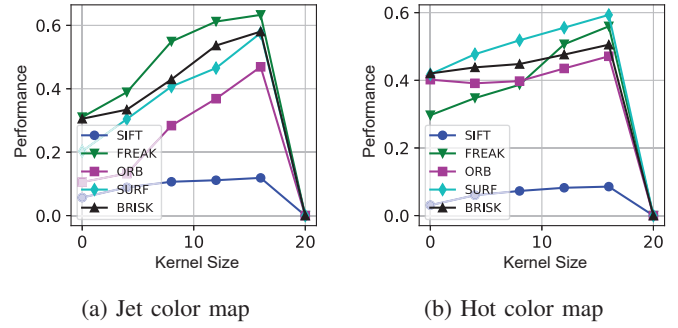 0.6
0.4
0.2
0.0
Performance
SIFT
FREAK
ORB
SURF
BRISK
0
10
20
Kernel Size
(a) Jet color map
0.6
0.4
0.2
0.0
Performance
SIFT
FREAK
ORB
SURF
BRISK
0
10
20
Kernel Size
(b) Hot color map